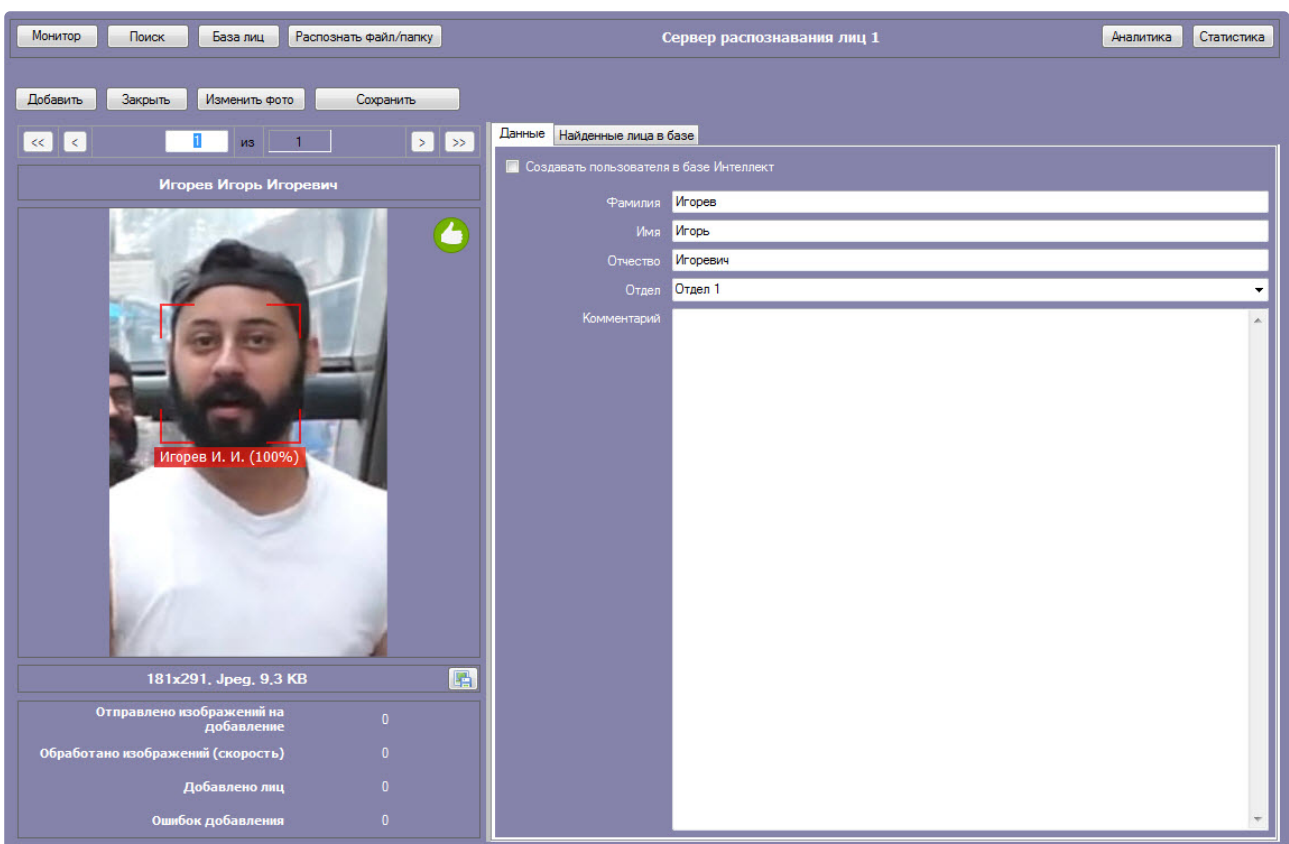 Монитор Поиск База лиц Распознать файл/папку Сервер распознавания лиц 1 Аналитика Статистика
Добавить Закрыть Изменить фото Сохранить
<< < 1 из 1 > >>
Игорев Игорь Игоревич
Игорев И. И. (100%)
181x291, Jpeg, 9,3 KB
Отправлено изображений на
добавление 0
Обработано изображений (скорость) 0
Добавлено лиц 0
Ошибок добавления 0
Данные Найденные лица в базе
Создавать пользователя в базе Интеллект
Фамилия Игорев
Имя Игорь
Отчество Игоревич
Отдел Отдел 1
Комментарий